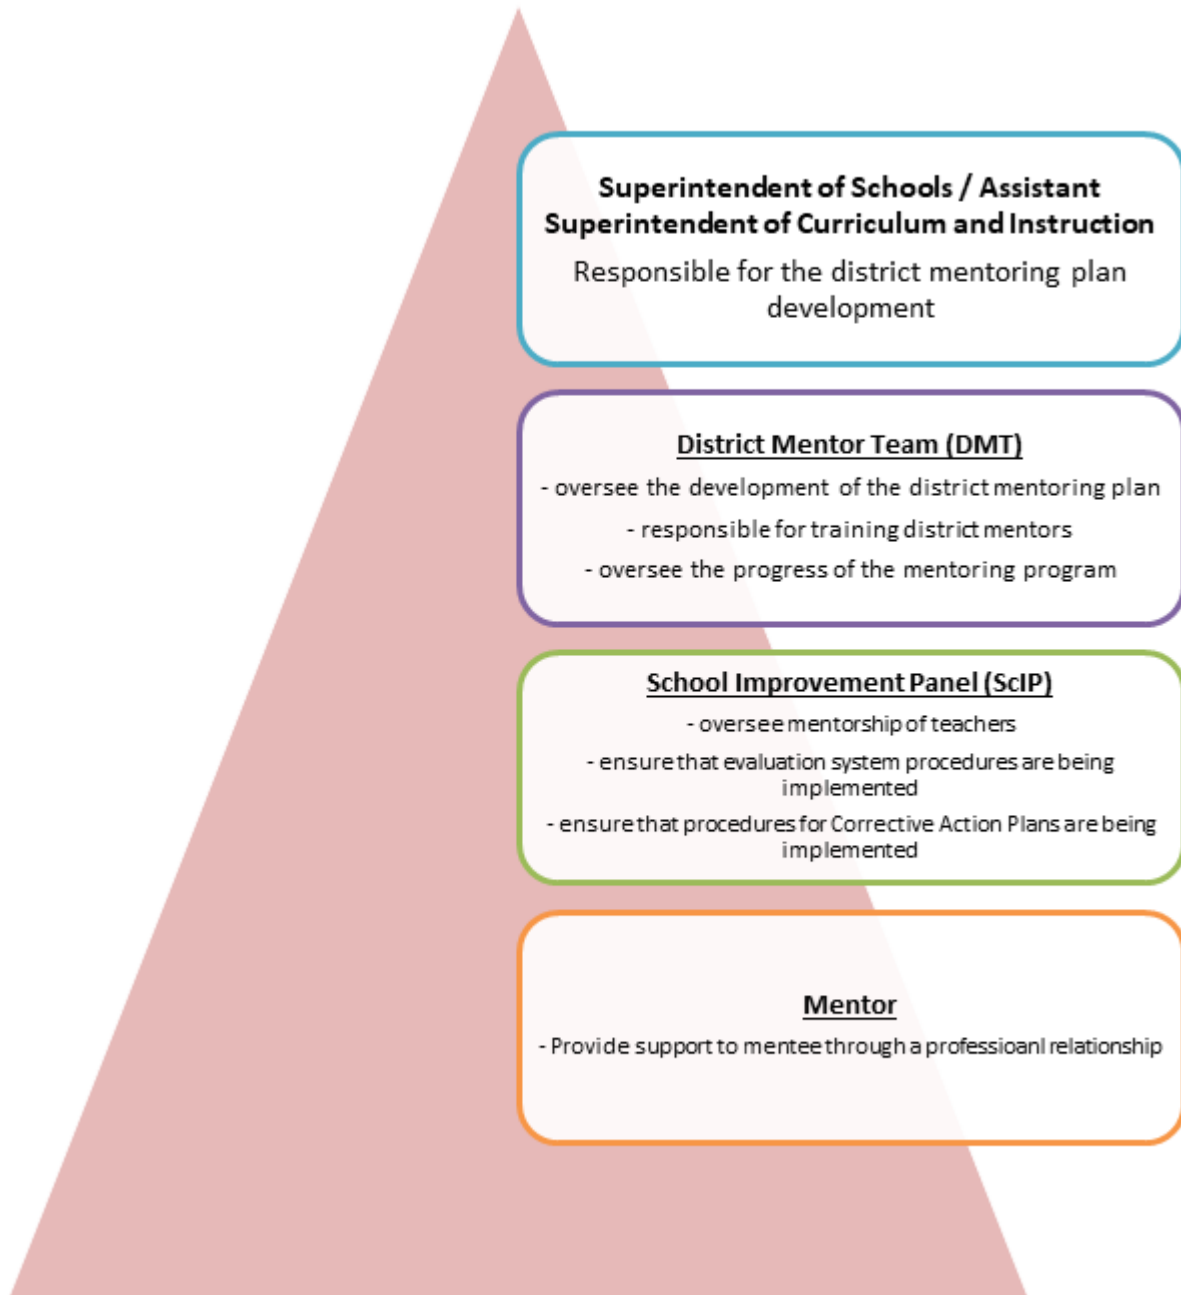 Superintendent of Schools / Assistant
Superintendent of Curriculum and Instruction
Responsible for the district mentoring plan
development
District Mentor Team (DMT)
- oversee the development of the district mentoring plan
- responsible for training district mentors
- oversee the progress of the mentoring program
School Improvement Panel (ScIP)
- oversee mentorship of teachers
- ensure that evaluation system procedures are being
implemented
- ensure that procedures for Corrective Action Plans are being
implemented
Mentor
- Provide support to mentee through a professioanl relationship